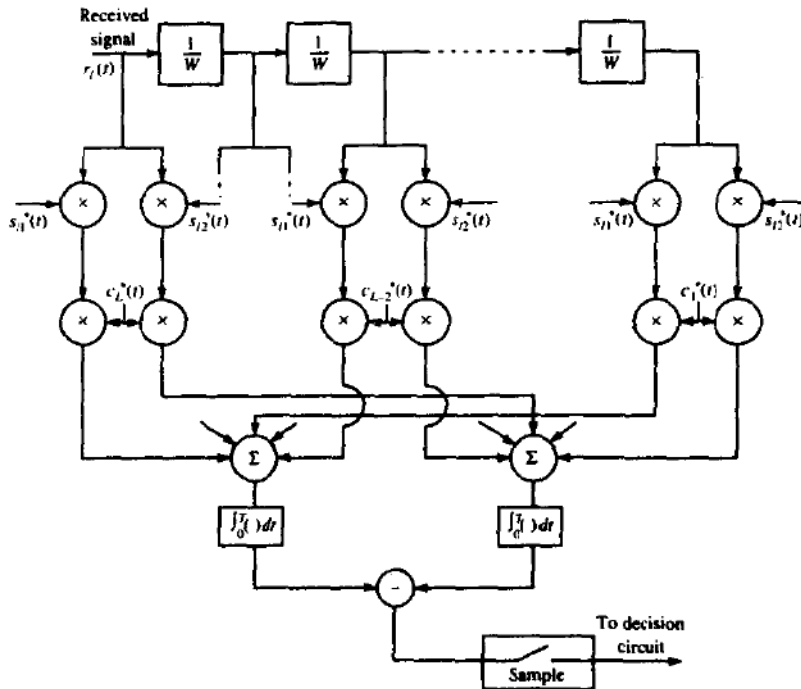 Received
signal
r_l(t)
1/W
1/W
1/W
× × × × × ×
s_l1*(t)
s_l2*(t)
s_l1*(t)
s_l2*(t)
s_l1*(t)
s_l2*(t)
c_L*(t)
c_L-2*(t)
c_1*(t)
× × × × × ×
Σ
Σ
∫_0^T( )dt
∫_0^T( )dt
−
To decision
circuit
Sample